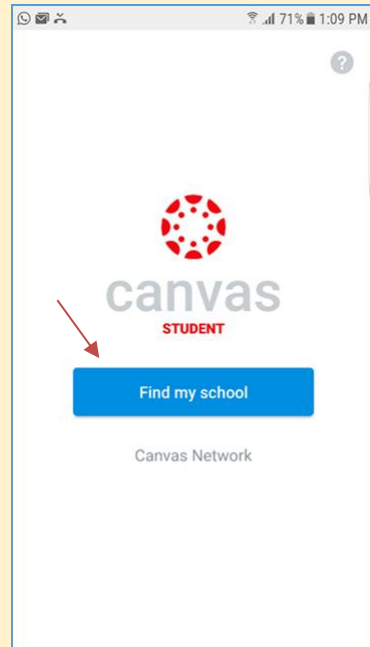 71% 1:09 PM
?
canvas
STUDENT
Find my school
Canvas Network